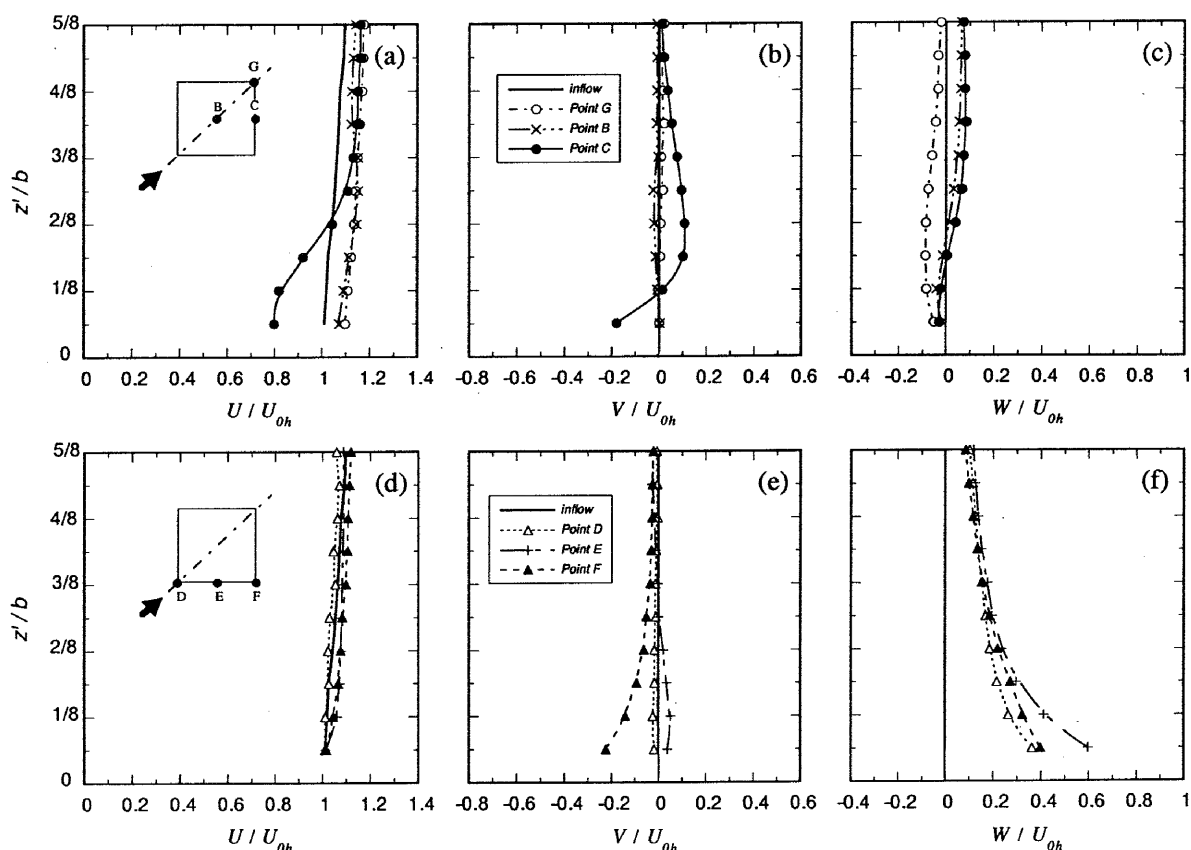 5/8
4/8
3/8
2/8
1/8
0
z'/b
(a)
G
B
C
0 0.2 0.4 0.6 0.8 1 1.2 1.4
U / U0h
(b)
inflow
Point G
Point B
Point C
-0.8 -0.6 -0.4 -0.2 0 0.2 0.4 0.6
V / U0h
(c)
-0.4 -0.2 0 0.2 0.4 0.6 0.8 1
W / U0h
5/8
4/8
3/8
2/8
1/8
0
z'/b
(d)
D E F
0 0.2 0.4 0.6 0.8 1 1.2 1.4
U / U0h
(e)
inflow
Point D
Point E
Point F
-0.8 -0.6 -0.4 -0.2 0 0.2 0.4 0.6
V / U0h
(f)
-0.4 -0.2 0 0.2 0.4 0.6 0.8 1
W / U0h